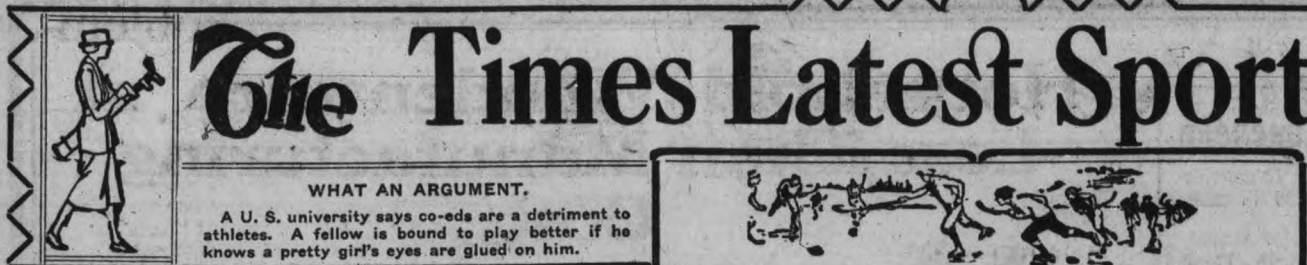 The Times Latest Sport
WHAT AN ARGUMENT.
A U. S. university says co-eds are a detriment to
athletes. A fellow is bound to play better if he
knows a pretty girl's eyes are glued on him.